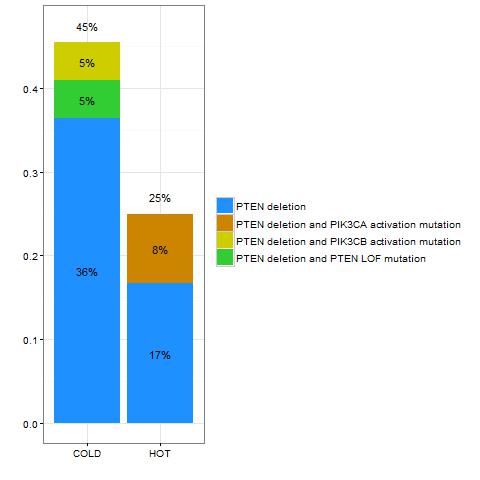 45%
5%
5%
36%
25%
8%
17%
0.4
0.3
0.2
0.1
0.0
COLD HOT
PTEN deletion
PTEN deletion and PIK3CA activation mutation
PTEN deletion and PIK3CB activation mutation
PTEN deletion and PTEN LOF mutation